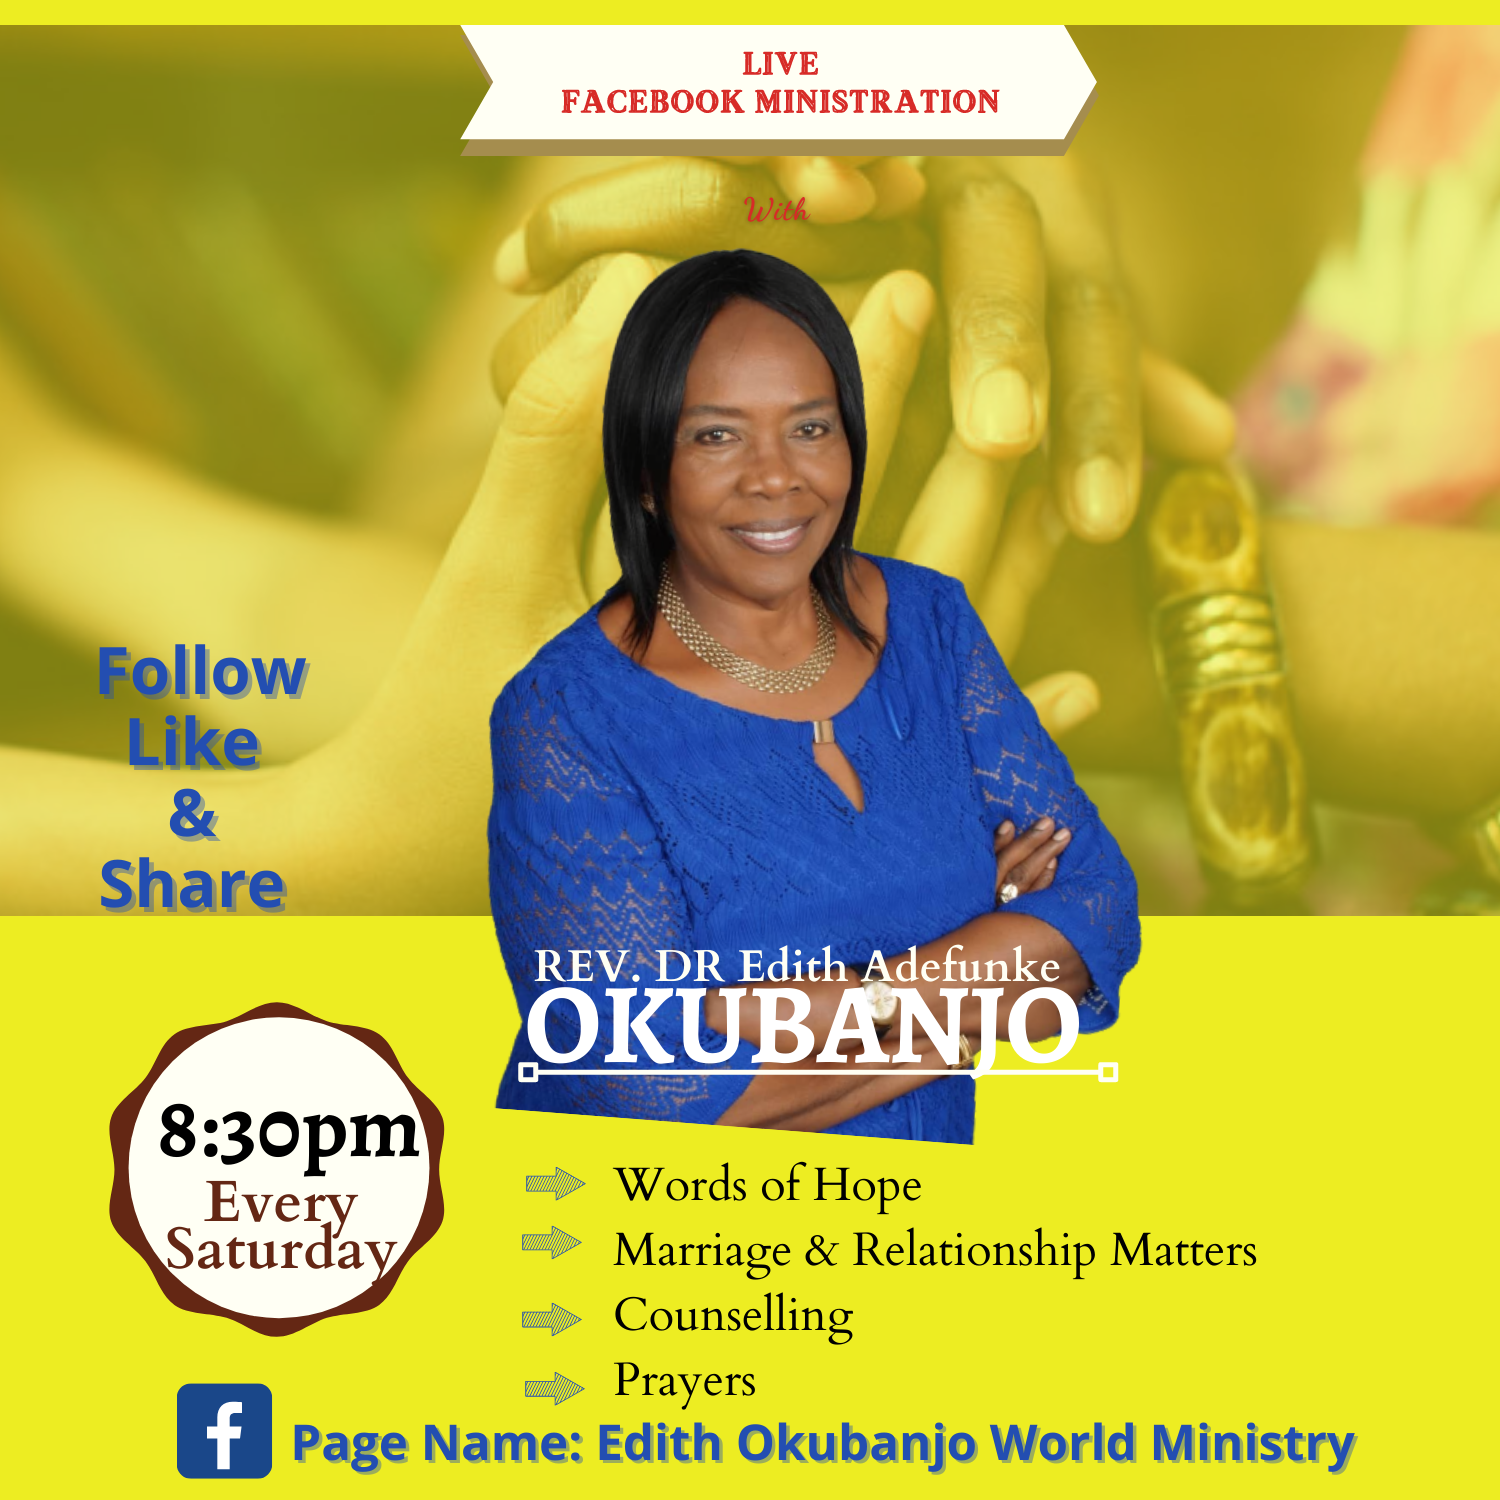 LIVE
FACEBOOK MINISTRATION
With
Follow
Like
&
Share
REV. DR Edith Adefunke
OKUBANJO
8:30pm
Every
Saturday
Words of Hope
Marriage & Relationship Matters
Counselling
Prayers
f Page Name: Edith Okubanjo World Ministry